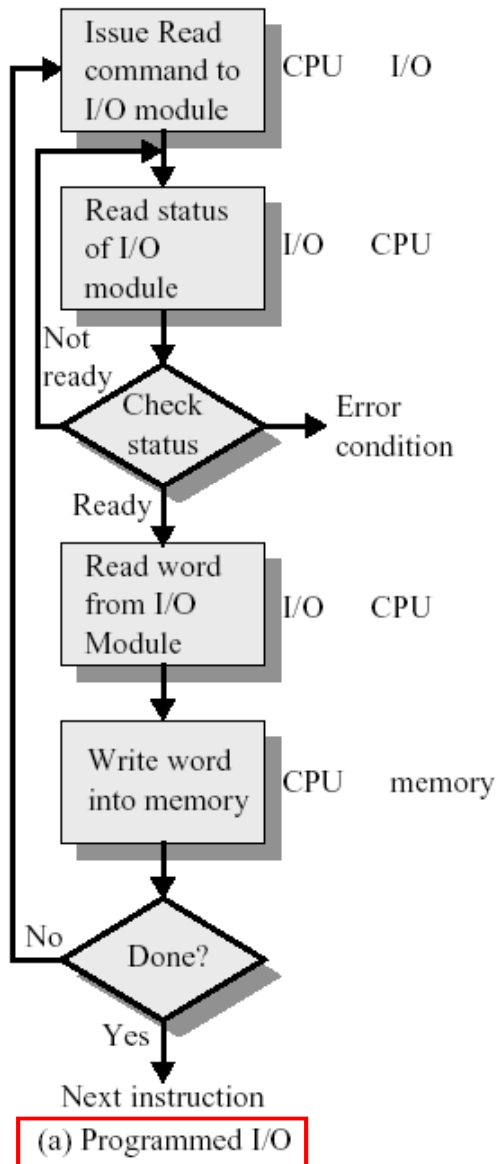 Issue Read
command to
I/O module
CPU I/O
Read status
of I/O
module
I/O CPU
Not
ready
Check
status
Error
condition
Ready
Read word
from I/O
Module
I/O CPU
Write word
into memory
CPU memory
No
Done?
Yes
Next instruction
(a) Programmed I/O